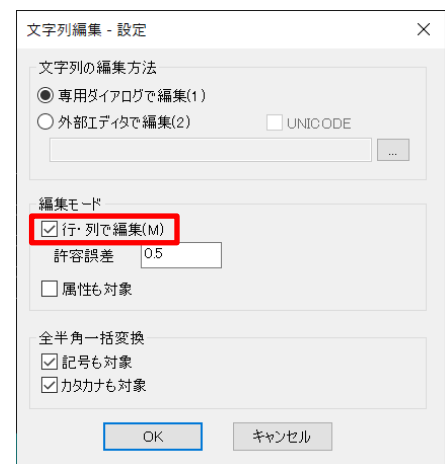 文字列編集 - 設定
文字列の編集方法
専用ダイアログで編集(1)
外部エディタで編集(2) UNICODE
...
編集モード
行・列で編集(M)
許容誤差 0.5
属性も対象
全半角一括変換
記号も対象
カタカナも対象
OK キャンセル